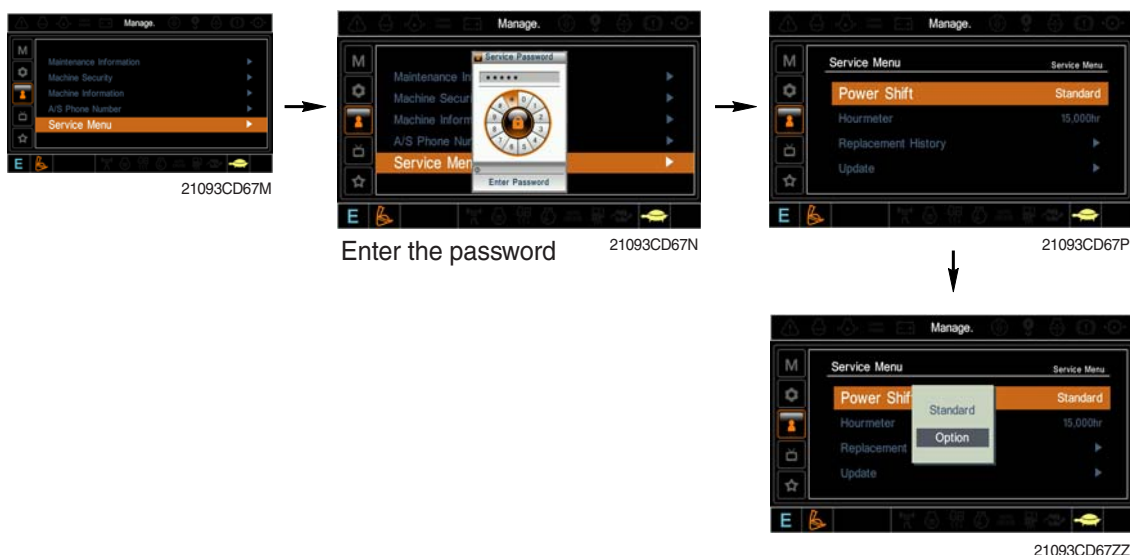 Manage.
M
Maintenance Information
Machine Security
Machine Information
A/S Phone Number
Service Menu
E
21093CD67M
Manage.
M
Service Password
*****
Maintenance In
Machine Secur
Machine Inform
A/S Phone Nur
Service Men
Enter Password
E
Enter the password
21093CD67N
Manage.
M
Service Menu Service Menu
Power Shift Standard
Hourmeter 15,000hr
Replacement History
Update
E
21093CD67P
Manage.
M
Service Menu Service Menu
Power Shif Standard
Standard
Hourmeter 15,000hr
Option
Replacement
Update
E
21093CD67ZZ